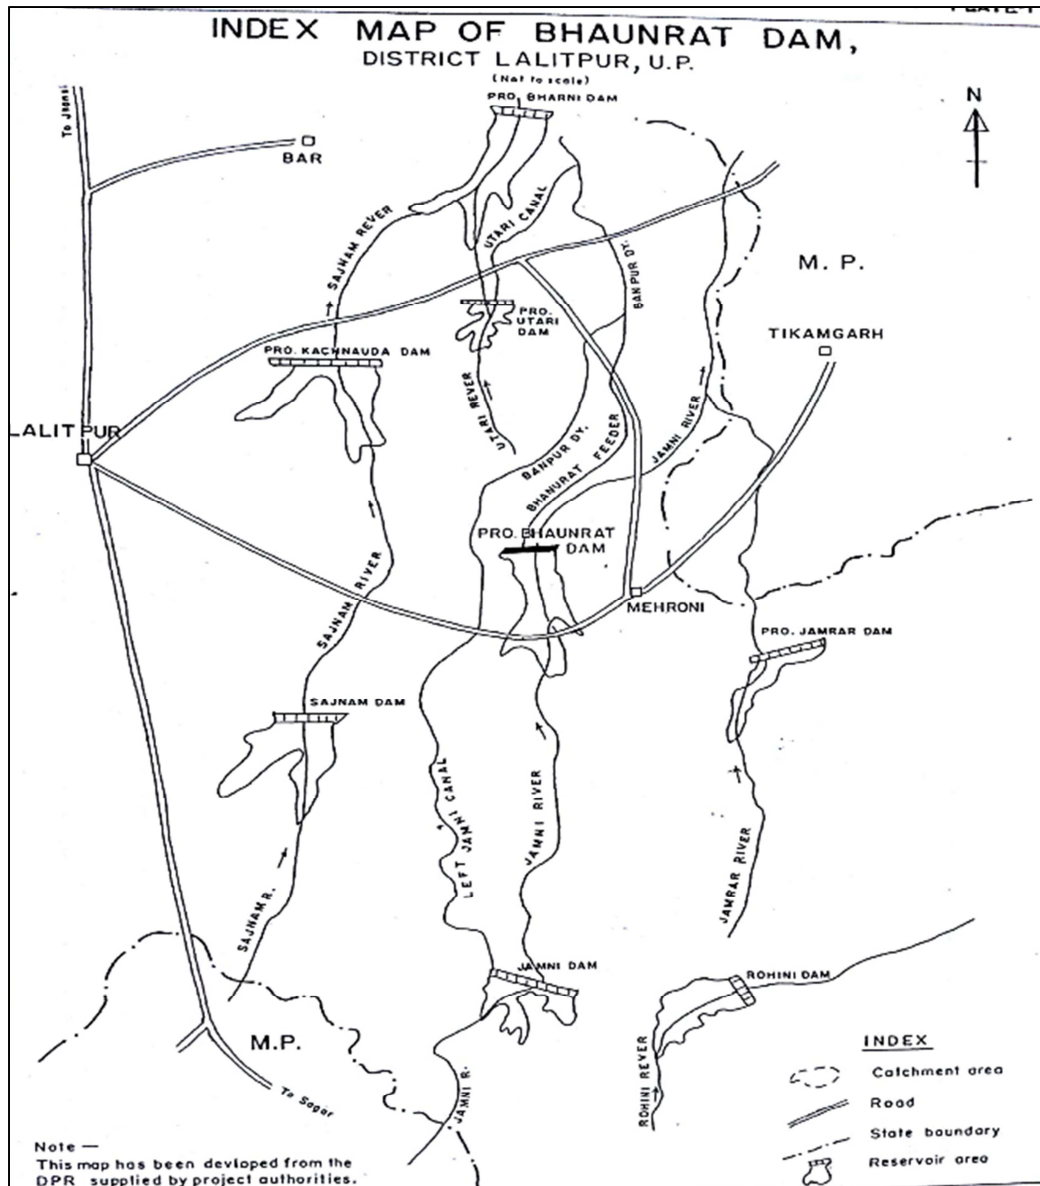 PLATE-1
INDEX MAP OF BHAUNRAT DAM,
DISTRICT LALITPUR, U.P.
(Not to scale)
PRO. BHARNI DAM
N
To Jhansi
BAR
SAJNAM REVER
UTARI CANAL
BANPUR DY.
M. P.
PRO.
UTARI
DAM
TIKAMGARH
PRO. KACHNAUDA DAM
LALITPUR
UTARI REVER
BANPUR DY.
BHANURAT FEEDER
JAMNI RIVER
PRO. BHAUNRAT
DAM
MEHRONI
SAJNAM RIVER
PRO. JAMRAR DAM
SAJNAM DAM
LEFT JAMNI CANAL
JAMNI RIVER
JAMRAR RIVER
SAJNAM R.
JAMNI DAM
ROHINI DAM
M.P.
To Sagar
JAMNI R.
ROHINI REVER
INDEX
Catchment area
Road
State boundary
Reservoir area
Note —
This map has been devloped from the
DPR supplied by project authorities.